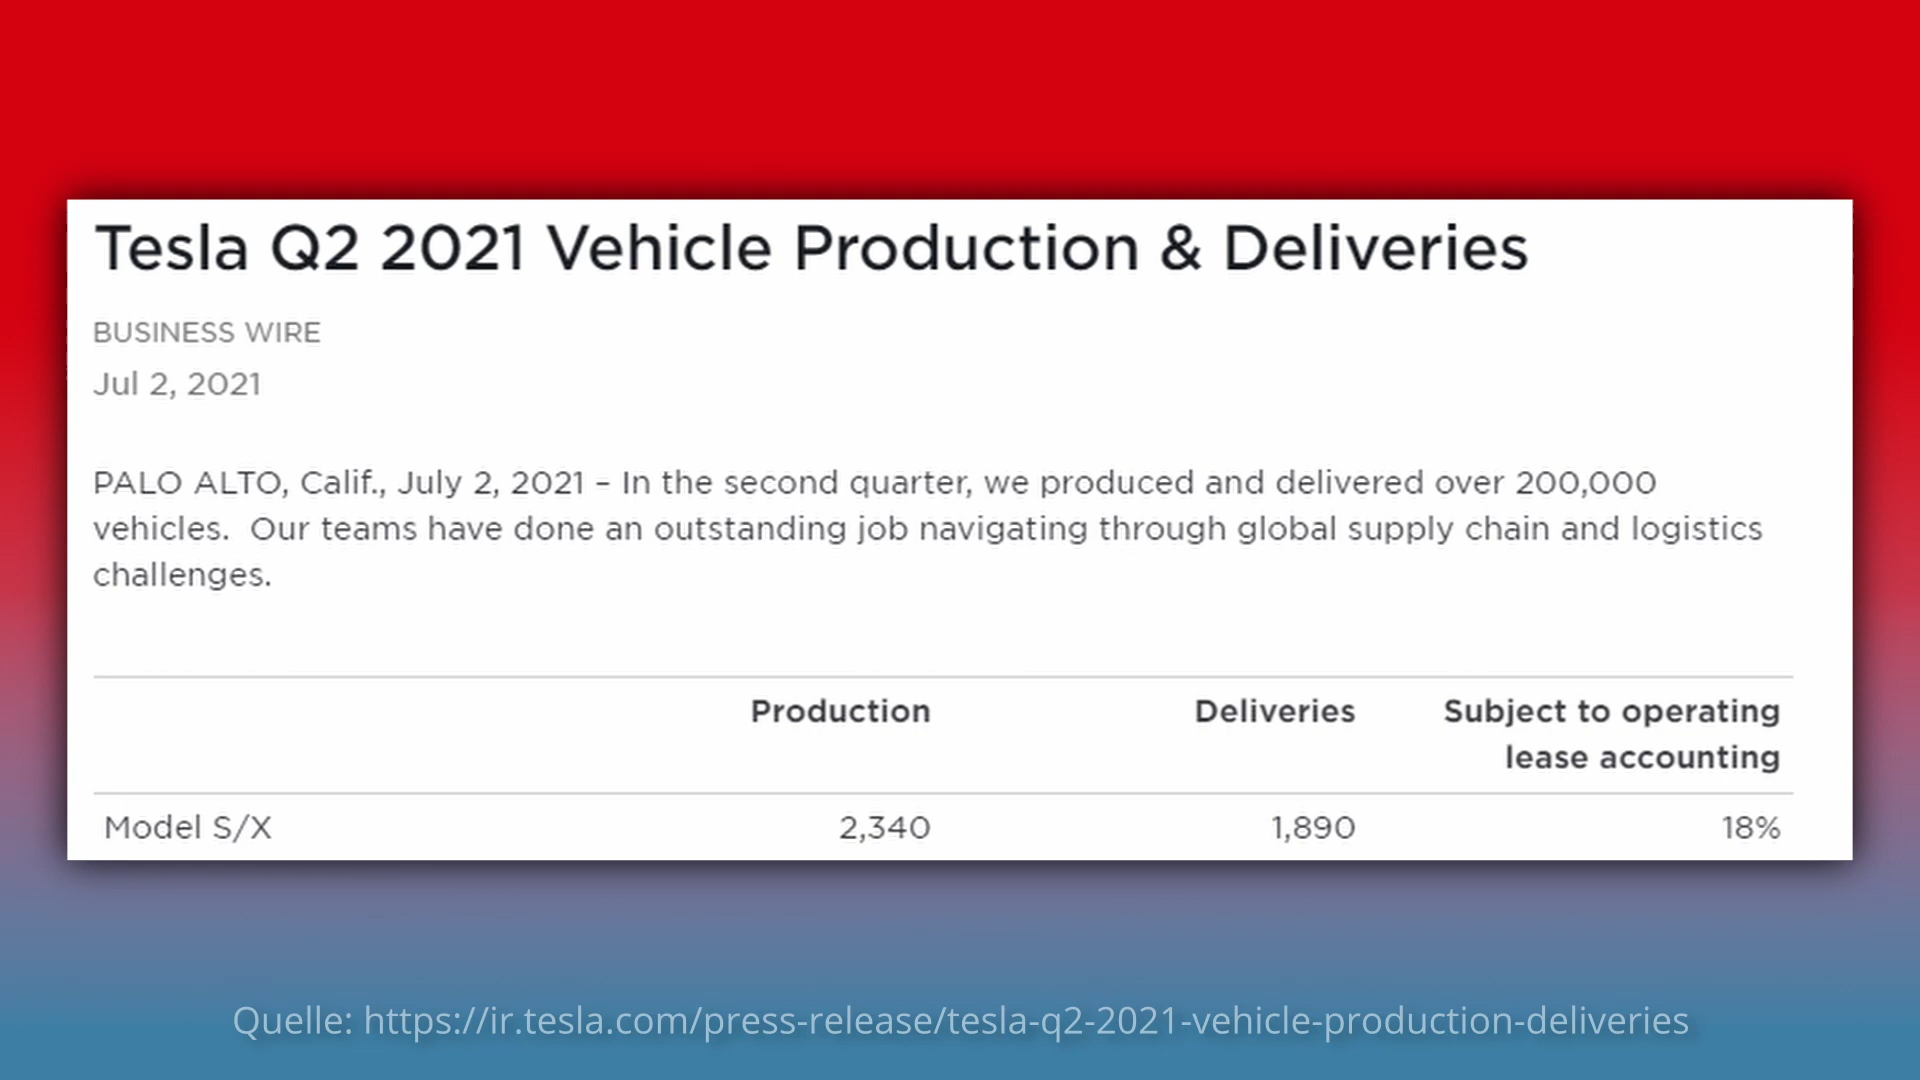 Tesla Q2 2021 Vehicle Production & Deliveries
BUSINESS WIRE
Jul 2, 2021
PALO ALTO, Calif., July 2, 2021 – In the second quarter, we produced and delivered over 200,000
vehicles.  Our teams have done an outstanding job navigating through global supply chain and logistics
challenges.
Production Deliveries Subject to operating
lease accounting
Model S/X 2,340 1,890 18%
Quelle: https://ir.tesla.com/press-release/tesla-q2-2021-vehicle-production-deliveries